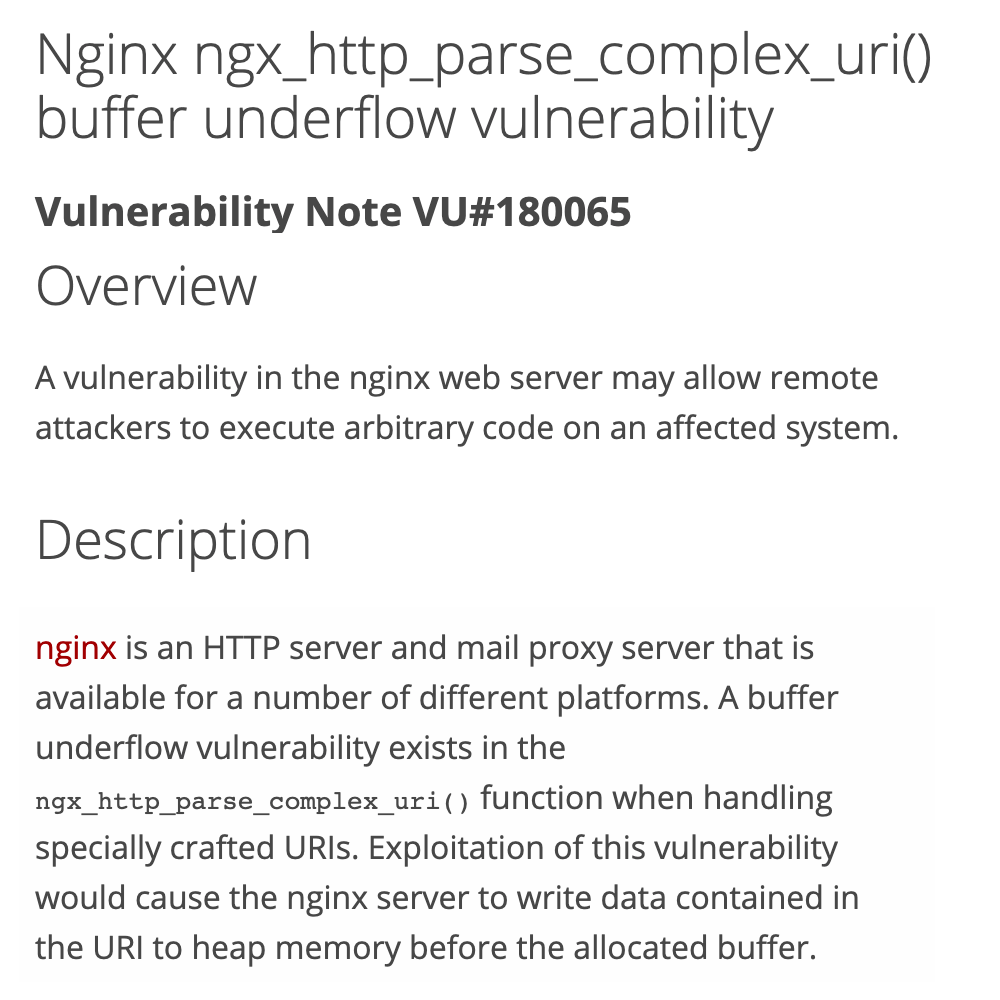 Nginx ngx_http_parse_complex_uri()
buffer underflow vulnerability
Vulnerability Note VU#180065
Overview
A vulnerability in the nginx web server may allow remote
attackers to execute arbitrary code on an affected system.
Description
nginx is an HTTP server and mail proxy server that is
available for a number of different platforms. A buffer
underflow vulnerability exists in the
ngx_http_parse_complex_uri() function when handling
specially crafted URIs. Exploitation of this vulnerability
would cause the nginx server to write data contained in
the URI to heap memory before the allocated buffer.